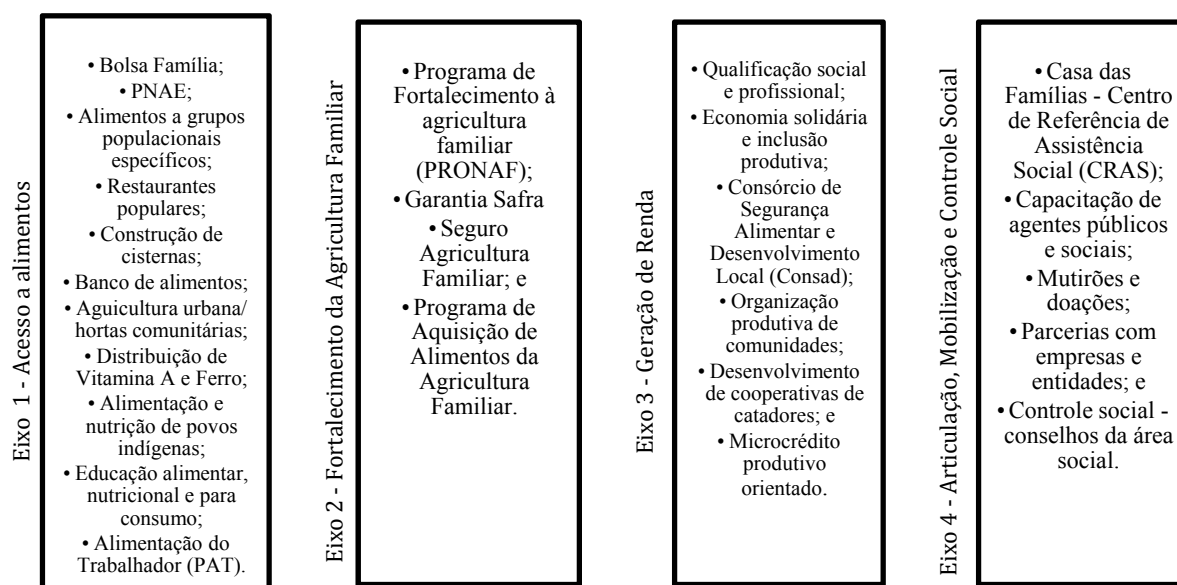 Eixo 1 - Acesso a alimentos
• Bolsa Família;
• PNAE;
• Alimentos a grupos
populacionais
específicos;
• Restaurantes
populares;
• Construção de
cisternas;
• Banco de alimentos;
• Aguicultura urbana/
hortas comunitárias;
• Distribuição de
Vitamina A e Ferro;
• Alimentação e
nutrição de povos
indígenas;
• Educação alimentar,
nutricional e para
consumo;
• Alimentação do
Trabalhador (PAT).
Eixo 2 - Fortalecimento da Agricultura Familiar
• Programa de
Fortalecimento à
agricultura
familiar
(PRONAF);
• Garantia Safra
• Seguro
Agricultura
Familiar; e
• Programa de
Aquisição de
Alimentos da
Agricultura
Familiar.
Eixo 3 - Geração de Renda
• Qualificação social
e profissional;
• Economia solidária
e inclusão
produtiva;
• Consórcio de
Segurança
Alimentar e
Desenvolvimento
Local (Consad);
• Organização
produtiva de
comunidades;
• Desenvolvimento
de cooperativas de
catadores; e
• Microcrédito
produtivo
orientado.
Eixo 4 - Articulação, Mobilização e Controle Social
• Casa das
Famílias - Centro
de Referência de
Assistência
Social (CRAS);
• Capacitação de
agentes públicos
e sociais;
• Mutirões e
doações;
• Parcerias com
empresas e
entidades; e
• Controle social -
conselhos da área
social.